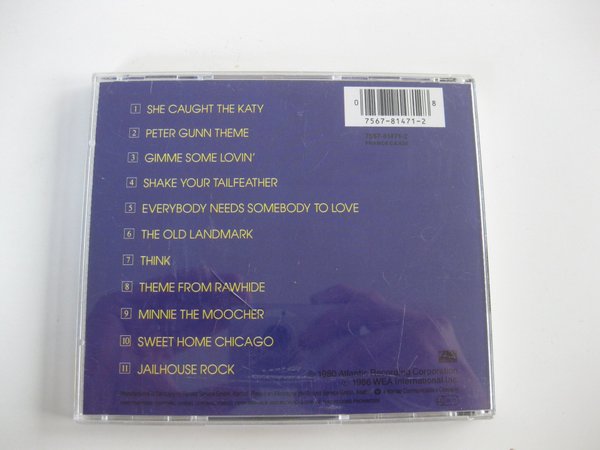 1 SHE CAUGHT THE KATY
2 PETER GUNN THEME
3 GIMME SOME LOVIN'
4 SHAKE YOUR TAILFEATHER
5 EVERYBODY NEEDS SOMEBODY TO LOVE
6 THE OLD LANDMARK
7 THINK
8 THEME FROM RAWHIDE
9 MINNIE THE MOOCHER
10 SWEET HOME CHICAGO
11 JAILHOUSE ROCK
0 8
7567-81471-2
7567-81471-2
℗ 1980 Atlantic Recording Corporation
© 1986 WEA International Inc.